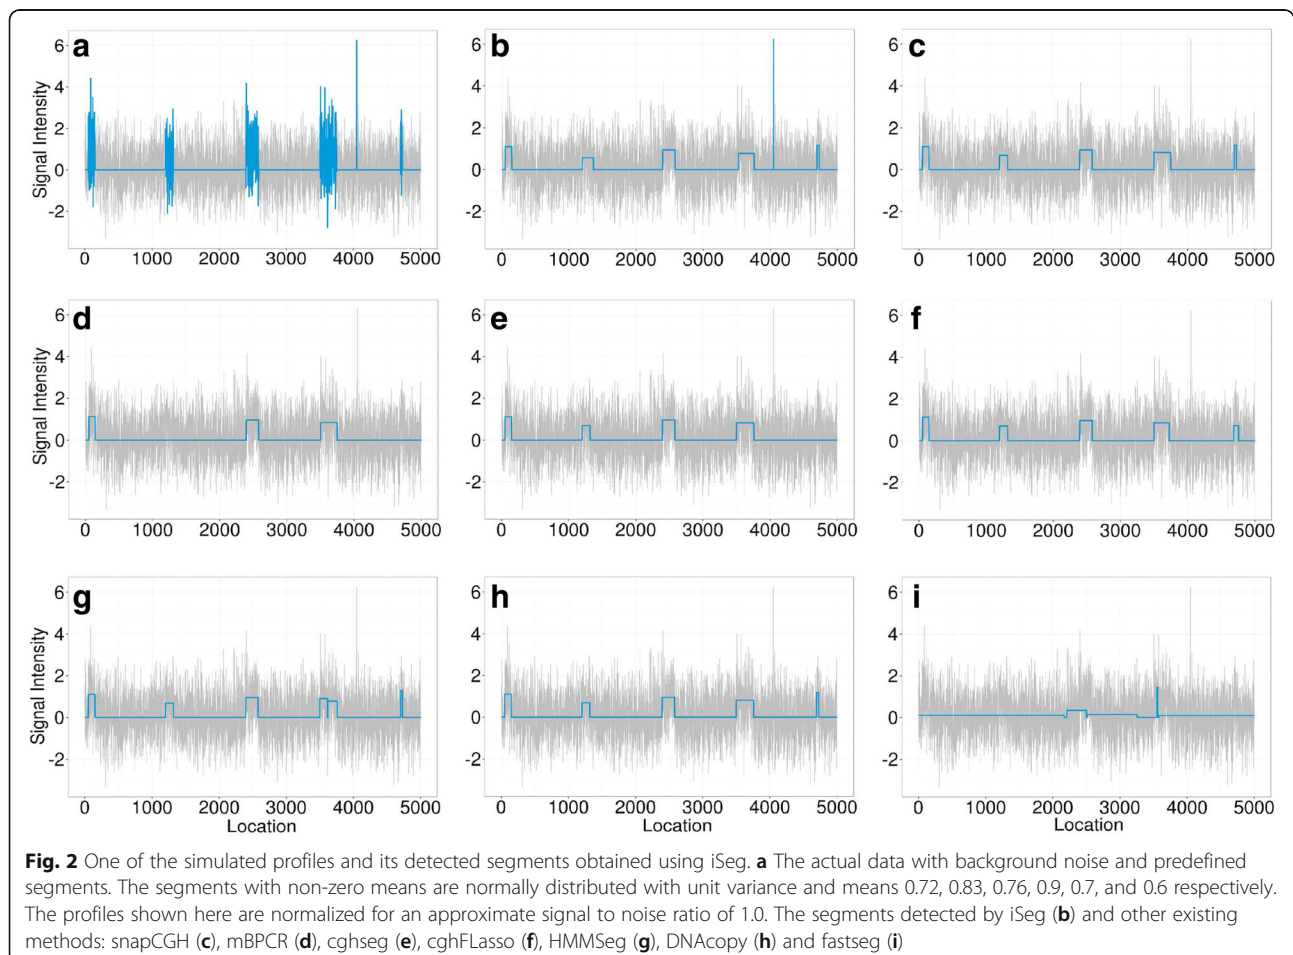 a
b
c
6
4
2
0
-2
Signal Intensity
0 1000 2000 3000 4000 5000
6
4
2
0
-2
0 1000 2000 3000 4000 5000
6
4
2
0
-2
0 1000 2000 3000 4000 5000
d
e
f
6
4
2
0
-2
Signal Intensity
0 1000 2000 3000 4000 5000
6
4
2
0
-2
0 1000 2000 3000 4000 5000
6
4
2
0
-2
0 1000 2000 3000 4000 5000
g
h
i
6
4
2
0
-2
Signal Intensity
0 1000 2000 3000 4000 5000
Location
6
4
2
0
-2
0 1000 2000 3000 4000 5000
Location
6
4
2
0
-2
0 1000 2000 3000 4000 5000
Location
Fig. 2 One of the simulated profiles and its detected segments obtained using iSeg. a The actual data with background noise and predefined
segments. The segments with non-zero means are normally distributed with unit variance and means 0.72, 0.83, 0.76, 0.9, 0.7, and 0.6 respectively.
The profiles shown here are normalized for an approximate signal to noise ratio of 1.0. The segments detected by iSeg (b) and other existing
methods: snapCGH (c), mBPCR (d), cghseg (e), cghFLasso (f), HMMSeg (g), DNAcopy (h) and fastseg (i)